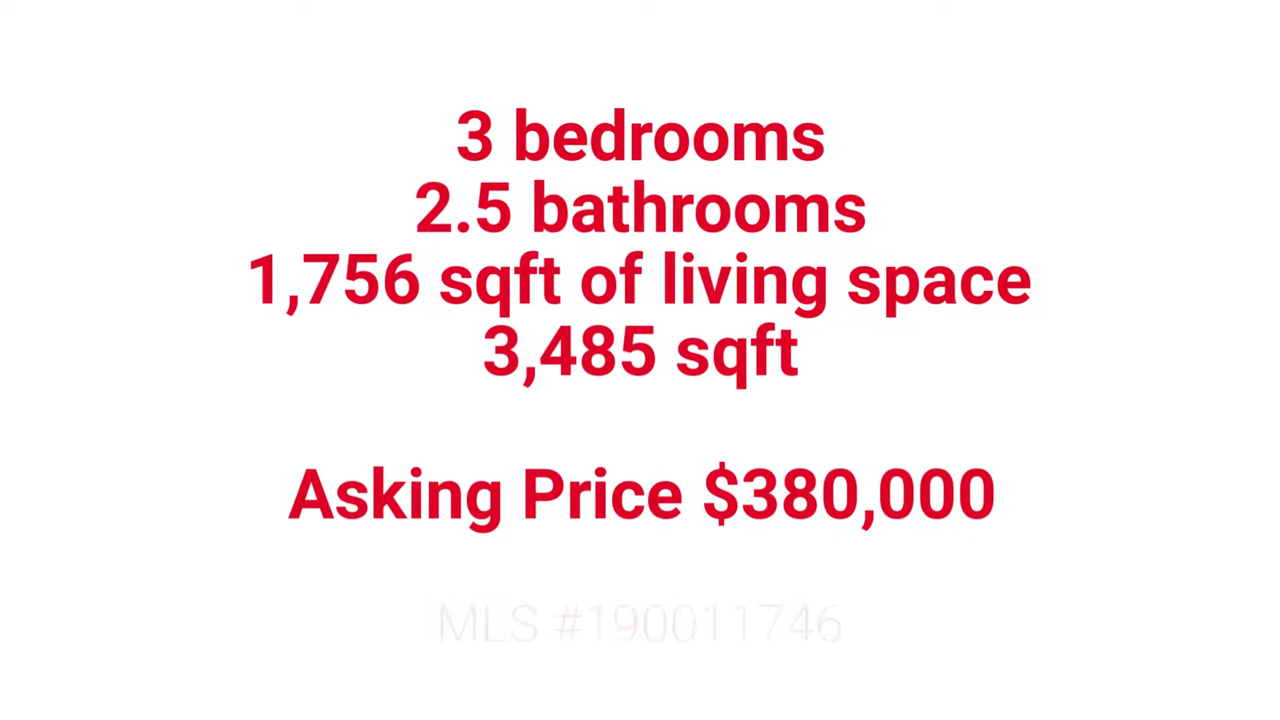 3 bedrooms
2.5 bathrooms
1,756 sqft of living space
3,485 sqft
Asking Price $380,000
MLS #190011746